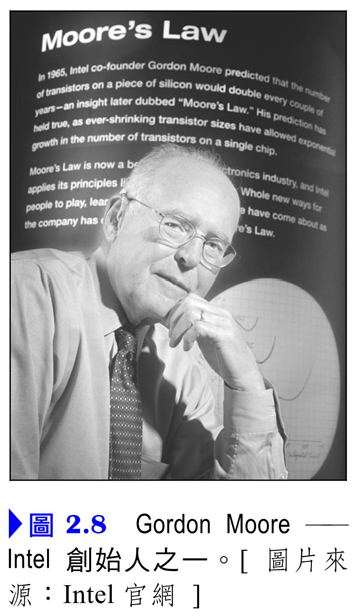 Moore's Law
In 1965, Intel co-founder Gordon Moore predicted that the number
of transistors on a piece of silicon would double every couple of
years—an insight later dubbed “Moore's Law.” His prediction has
held true, as ever-shrinking transistor sizes have allowed exponential
growth in the number of transistors on a single chip.
Moore's Law is now a be ctronics industry, and Intel
applies its principles Whole new ways for
people to play, lear e have come about as
the company has re's Law.
▶圖 2.8 Gordon Moore ——
Intel 創始人之一。[ 圖片來
源：Intel 官網 ]